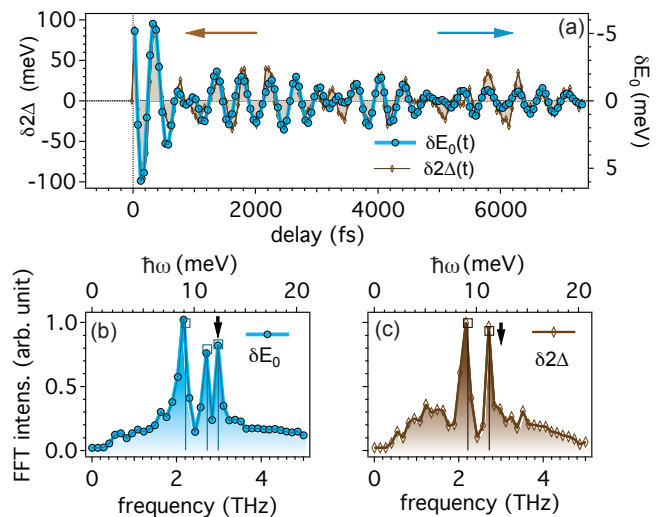 (a)
100
50
0
-50
-100
δ2Δ (meV)
-5
0
5
δE₀ (meV)
δE₀(t)
δ2Δ(t)
0 2000 4000 6000
delay (fs)
ħω (meV)
0 10 20
(b)
δE₀
1.0
0.5
0.0
FFT intens. (arb. unit)
0 2 4
frequency (THz)
ħω (meV)
0 10 20
(c)
δ2Δ
0 2 4
frequency (THz)